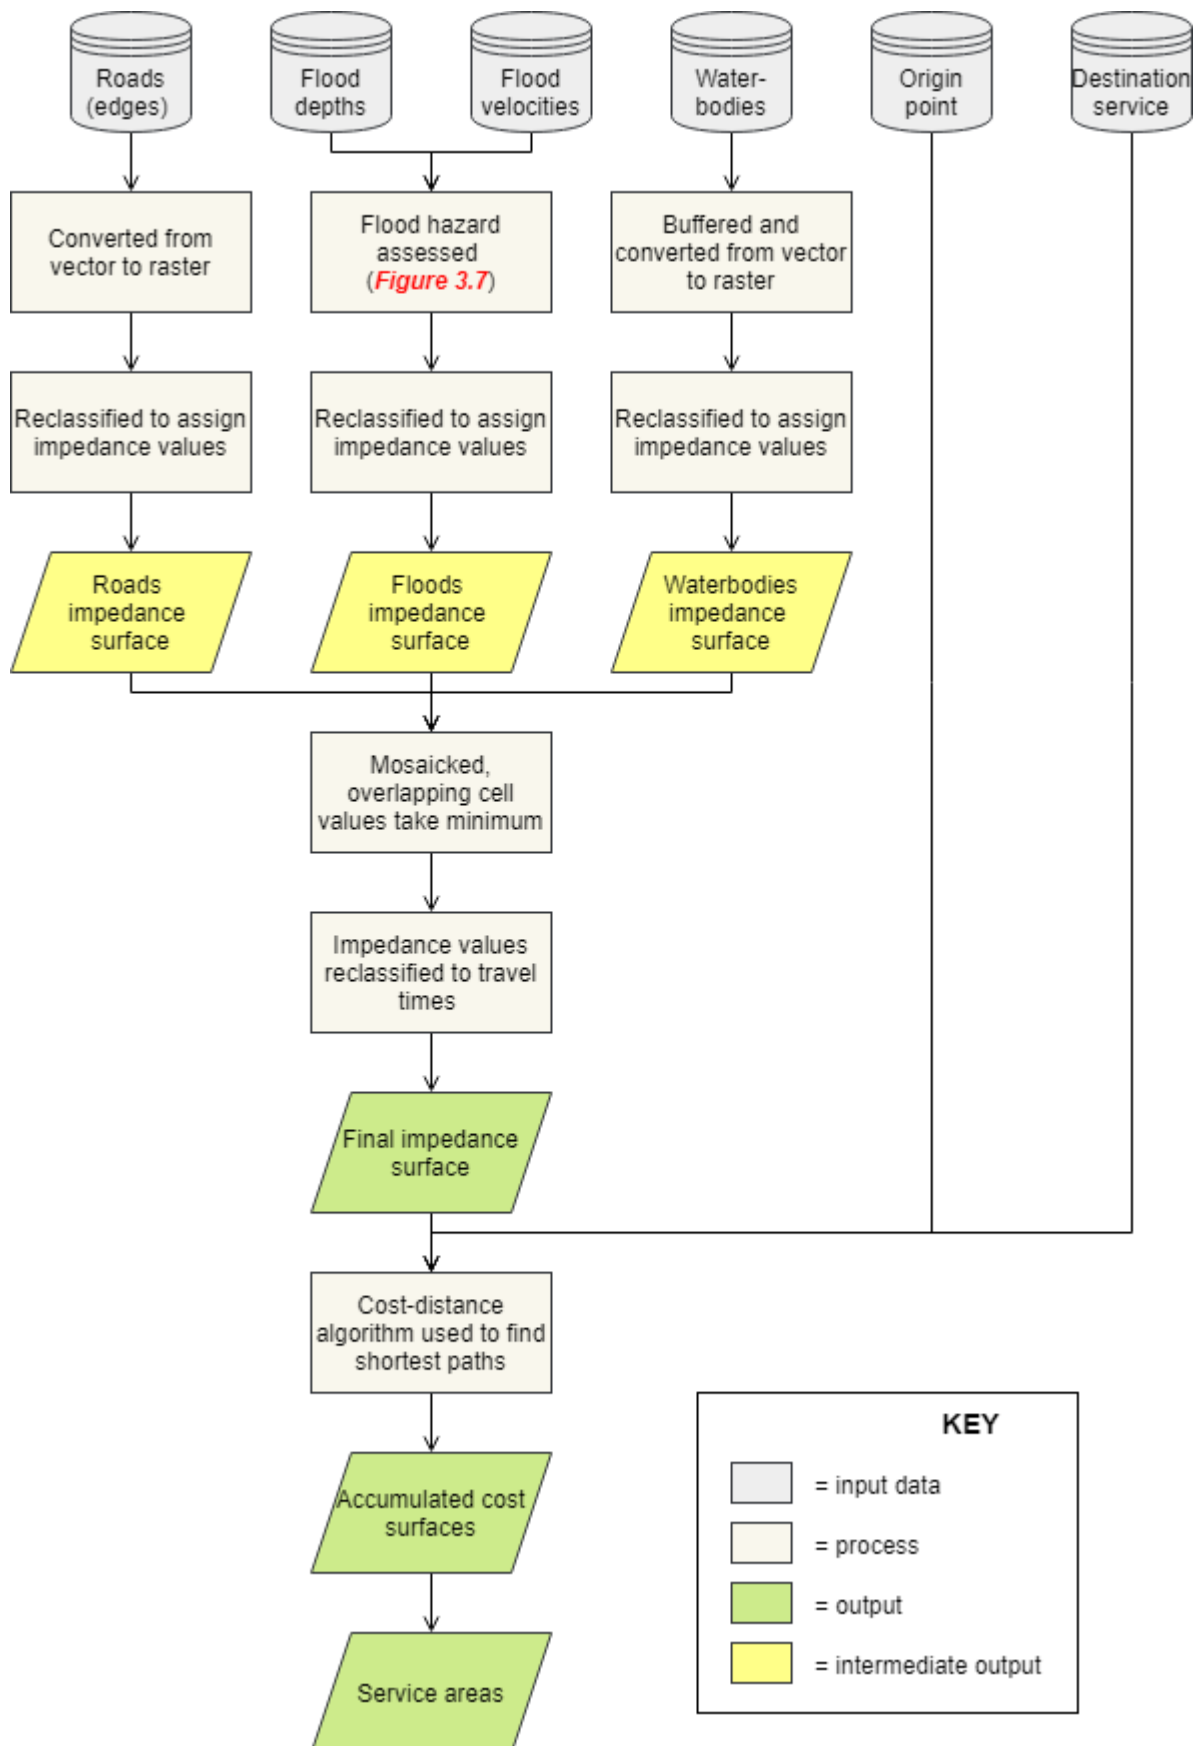 Roads
(edges)
Flood
depths
Flood
velocities
Water-
bodies
Origin
point
Destination
service
Converted from
vector to raster
Flood hazard
assessed
(Figure 3.7)
Buffered and
converted from vector
to raster
Reclassified to assign
impedance values
Reclassified to assign
impedance values
Reclassified to assign
impedance values
Roads
impedance
surface
Floods
impedance
surface
Waterbodies
impedance
surface
Mosaicked,
overlapping cell
values take minimum
Impedance values
reclassified to travel
times
Final impedance
surface
Cost-distance
algorithm used to find
shortest paths
Accumulated cost
surfaces
Service areas
KEY
= input data
= process
= output
= intermediate output